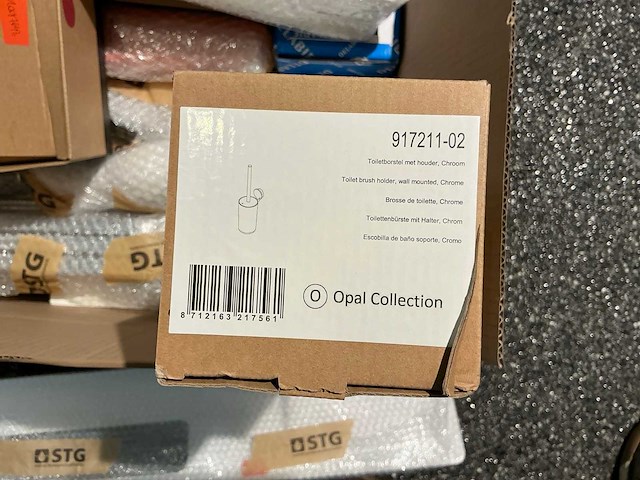 917211-02
Toiletborstel met houder, Chroom
Toilet brush holder, wall mounted, Chrome
Brosse de toilette, Chrome
Toilettenbürste mit Halter, Chrom
Escobilla de baño soporte, Cromo
O Opal Collection
8 712163 217561
STG
STG
STG
STG